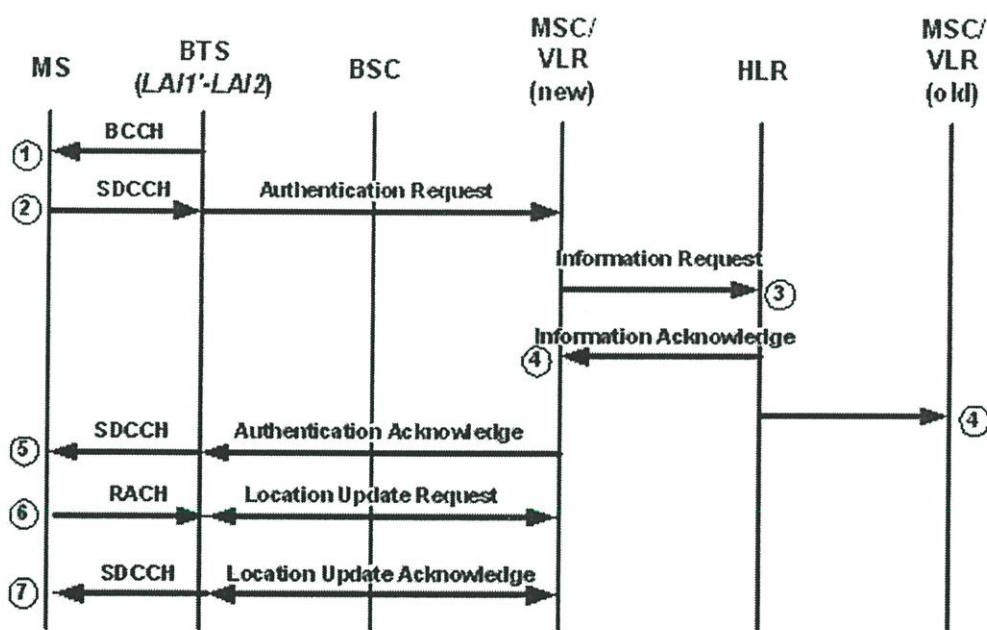 MS
BTS
(LAI1'-LAI2)
BSC
MSC/
VLR
(new)
HLR
MSC/
VLR
(old)
1
BCCH
2
SDCCH
Authentication Request
Information Request
3
Information Acknowledge
4
4
5
SDCCH
Authentication Acknowledge
6
RACH
Location Update Request
7
SDCCH
Location Update Acknowledge